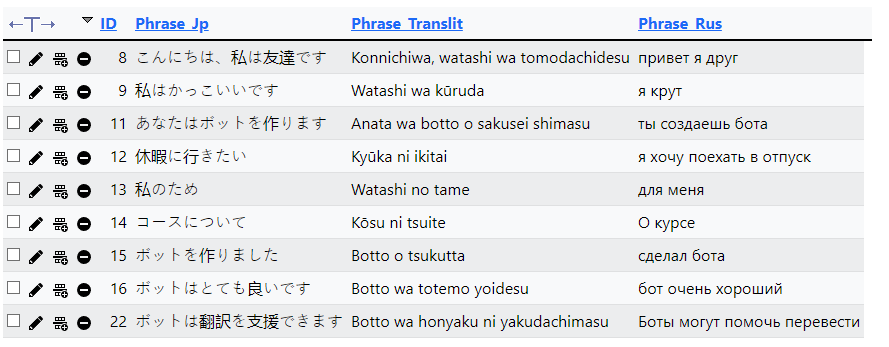 ID Phrase_Jp Phrase_Translit Phrase_Rus
8 こんにちは、私は友達です Konnichiwa, watashi wa tomodachidesu привет я друг
9 私はかっこいいです Watashi wa kūruda я крут
11 あなたはボットを作ります Anata wa botto o sakusei shimasu ты создаешь бота
12 休暇に行きたい Kyūka ni ikitai я хочу поехать в отпуск
13 私のため Watashi no tame для меня
14 コースについて Kōsu ni tsuite О курсе
15 ボットを作りました Botto o tsukutta сделал бота
16 ボットはとても良いです Botto wa totemo yoidesu бот очень хороший
22 ボットは翻訳を支援できます Botto wa honyaku ni yakudachimasu Боты могут помочь перевести